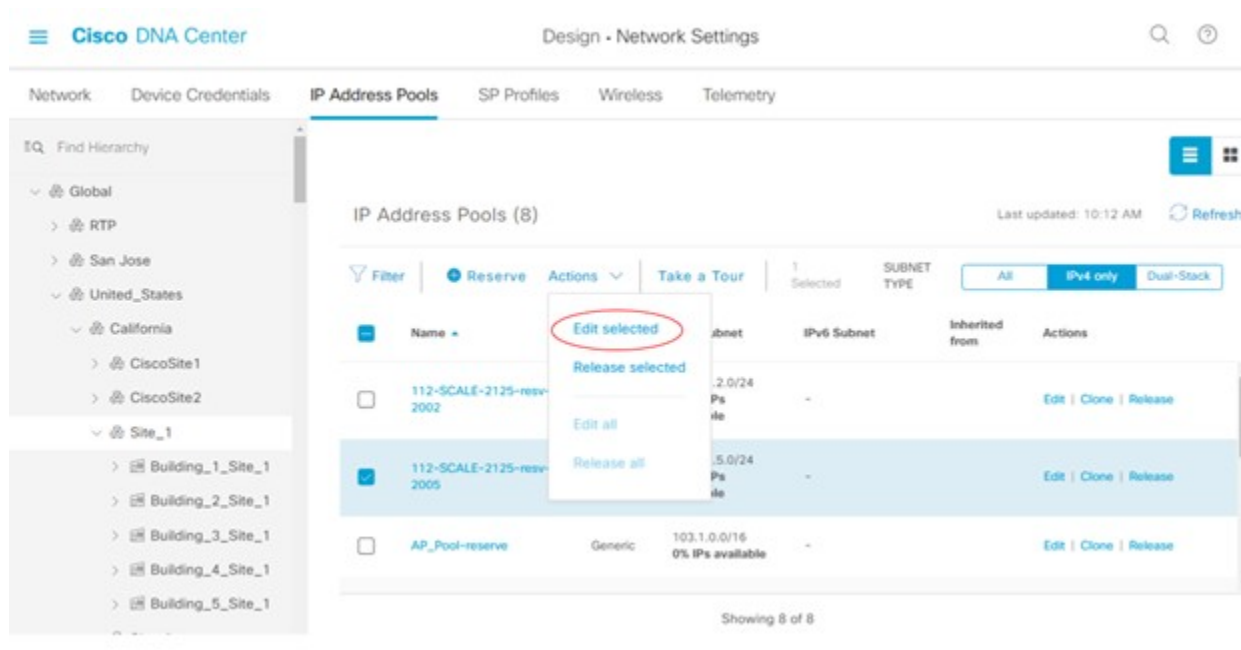 Cisco DNA Center
Design • Network Settings
Network Device Credentials IP Address Pools SP Profiles Wireless Telemetry
Find Hierarchy
Global
RTP
San Jose
United_States
California
CiscoSite1
CiscoSite2
Site_1
Building_1_Site_1
Building_2_Site_1
Building_3_Site_1
Building_4_Site_1
Building_5_Site_1
IP Address Pools (8)
Last updated: 10:12 AM Refresh
Filter Reserve Actions Take a Tour 1 Selected SUBNET TYPE All IPv4 only Dual-Stack
Edit selected
Release selected
Edit all
Release all
Name IPv6 Subnet Inherited from Actions
112-SCALE-2125-resv-
2002
.2.0/24
- Edit | Clone | Release
112-SCALE-2125-resv-
2005
.5.0/24
- Edit | Clone | Release
AP_Pool-reserve Generic 103.1.0.0/16
0% IPs available
- Edit | Clone | Release
Showing 8 of 8